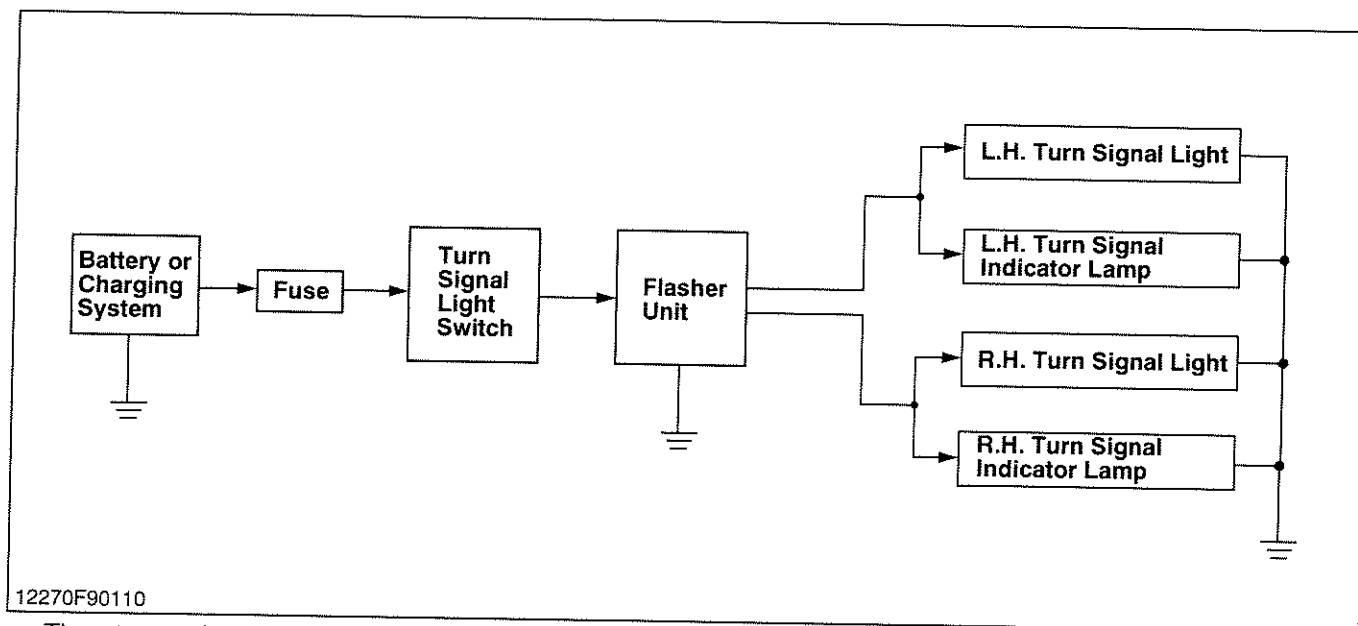 Battery or
Charging
System
Fuse
Turn
Signal
Light
Switch
Flasher
Unit
L.H. Turn Signal Light
L.H. Turn Signal
Indicator Lamp
R.H. Turn Signal Light
R.H. Turn Signal
Indicator Lamp
12270F90110